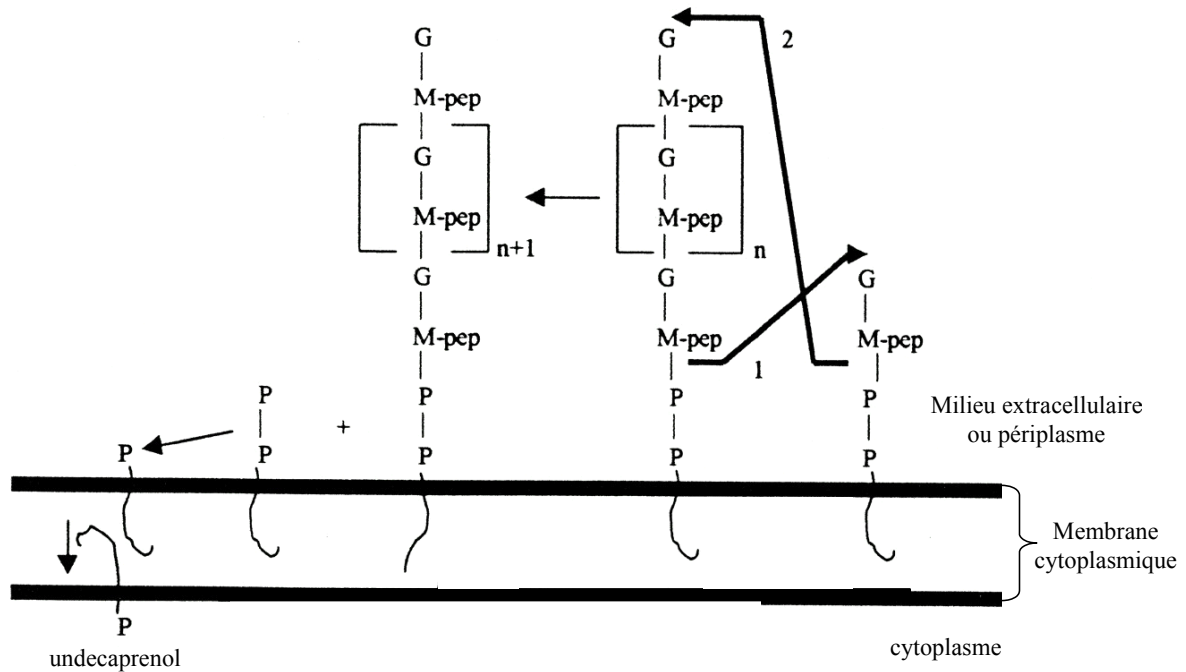 G G 2
M-pep M-pep
G G
M-pep M-pep
n+1 n
G G G
M-pep M-pep M-pep
1
P P P P
Milieu extracellulaire
ou périplasme
P P + P P P
Membrane
cytoplasmique
P
undecaprenol
cytoplasme